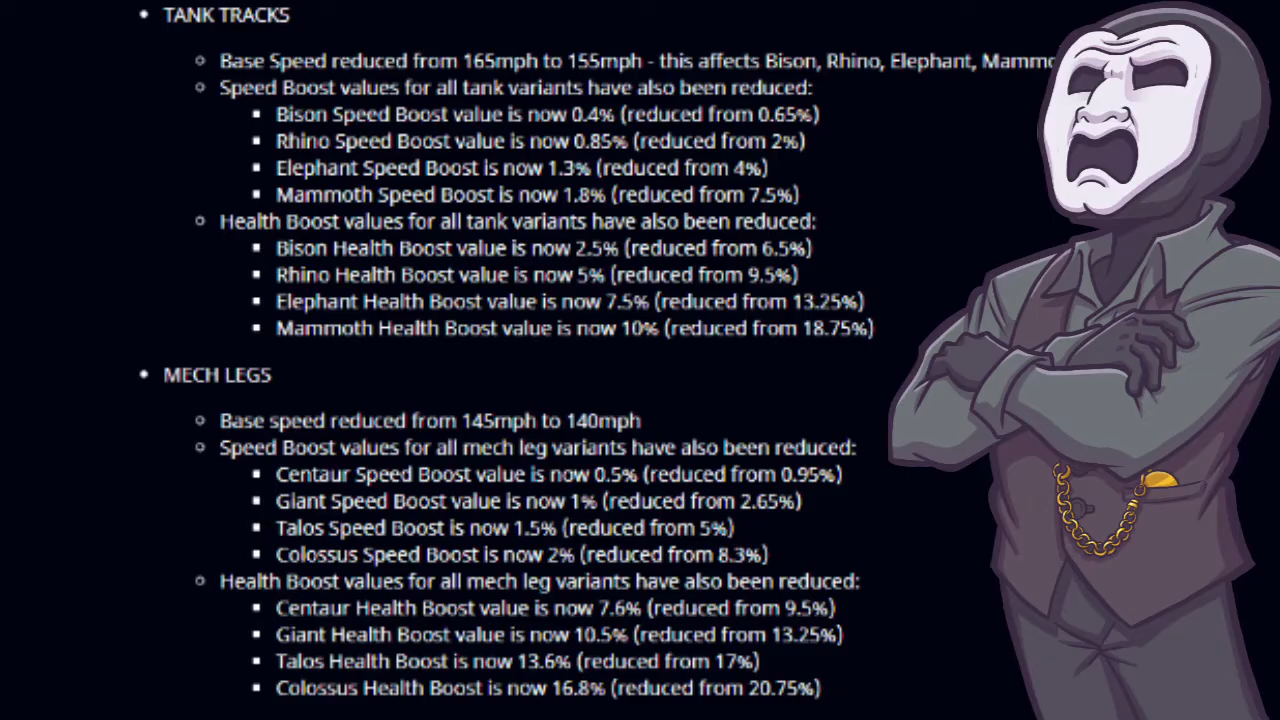 • TANK TRACKS
◦ Base Speed reduced from 165mph to 155mph - this affects Bison, Rhino, Elephant,
◦ Speed Boost values for all tank variants have also been reduced:
▪ Bison Speed Boost value is now 0.4% (reduced from 0.65%)
▪ Rhino Speed Boost value is now 0.85% (reduced from 2%)
▪ Elephant Speed Boost is now 1.3% (reduced from 4%)
▪ Mammoth Speed Boost is now 1.8% (reduced from 7.5%)
◦ Health Boost values for all tank variants have also been reduced:
▪ Bison Health Boost value is now 2.5% (reduced from 6.5%)
▪ Rhino Health Boost value is now 5% (reduced from 9.5%)
▪ Elephant Health Boost value is now 7.5% (reduced from 13.25%)
▪ Mammoth Health Boost value is now 10% (reduced from 18.75%)
• MECH LEGS
◦ Base speed reduced from 145mph to 140mph
◦ Speed Boost values for all mech leg variants have also been reduced:
▪ Centaur Speed Boost value is now 0.5% (reduced from 0.95%)
▪ Giant Speed Boost value is now 1% (reduced from 2.65%)
▪ Talos Speed Boost is now 1.5% (reduced from 5%)
▪ Colossus Speed Boost is now 2% (reduced from 8.3%)
◦ Health Boost values for all mech leg variants have also been reduced:
▪ Centaur Health Boost value is now 7.6% (reduced from 9.5%)
▪ Giant Health Boost value is now 10.5% (reduced from 13.25%)
▪ Talos Health Boost is now 13.6% (reduced from 17%)
▪ Colossus Health Boost is now 16.8% (reduced from 20.75%)